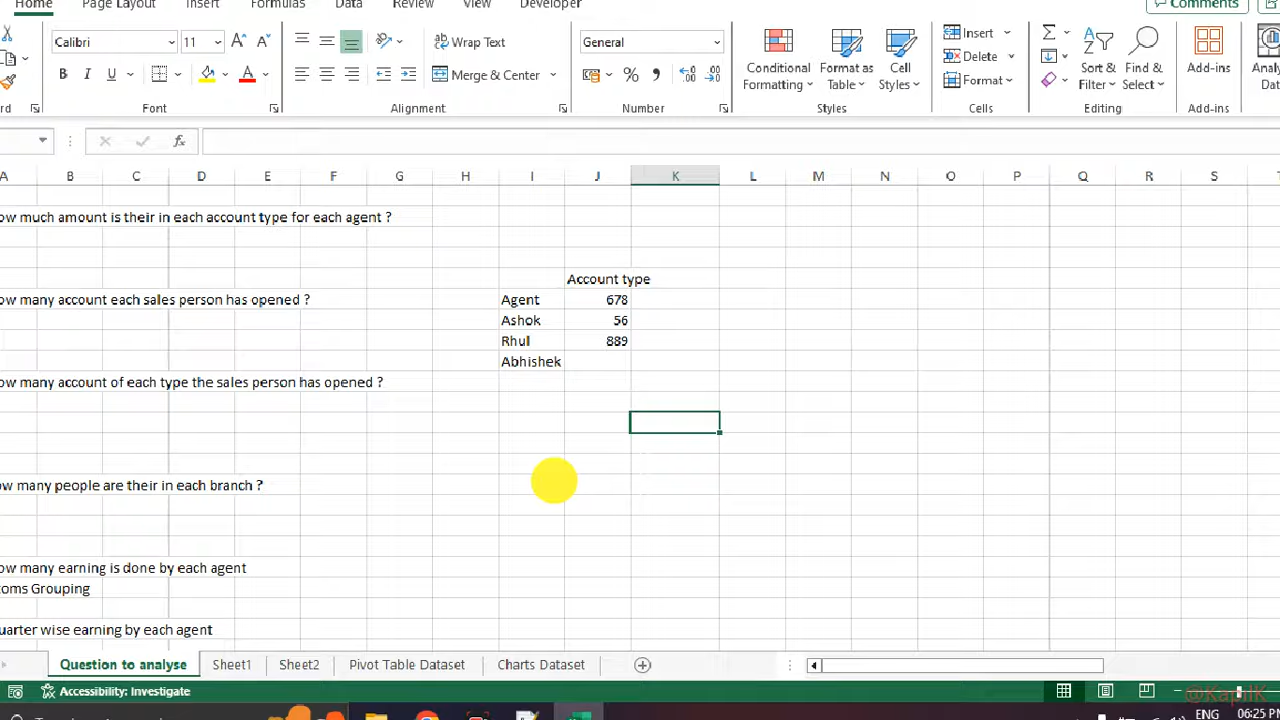 Home Page Layout Insert Formulas Data Review View Developer
Comments
Calibri 11 Wrap Text General Insert
Merge & Center Conditional Formatting Format as Table Cell Styles Delete Sort & Filter Find & Select Add-ins
Format
Font Alignment Number Styles Cells Editing Add-ins
A B C D E F G H I J K L M N O P Q R S T
ow much amount is their in each account type for each agent ?
Account type
ow many account each sales person has opened ? Agent 678
Ashok 56
Rhul 889
Abhishek
ow many account of each type the sales person has opened ?
ow many people are their in each branch ?
ow many earning is done by each agent
toms Grouping
uarter wise earning by each agent
Question to analyse Sheet1 Sheet2 Pivot Table Dataset Charts Dataset
Accessibility: Investigate
@KapilK
ENG 06:25 PM